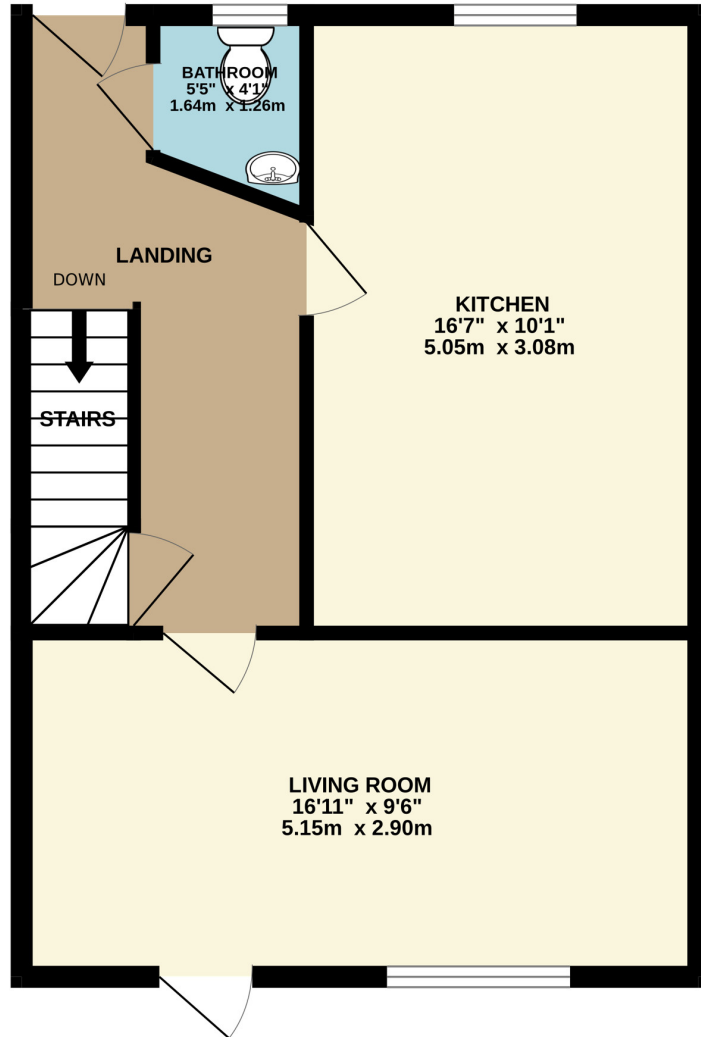 BATHROOM
5'5" x 4'1"
1.64m x 1.26m
LANDING
DOWN
KITCHEN
16'7" x 10'1"
5.05m x 3.08m
STAIRS
LIVING ROOM
16'11" x 9'6"
5.15m x 2.90m